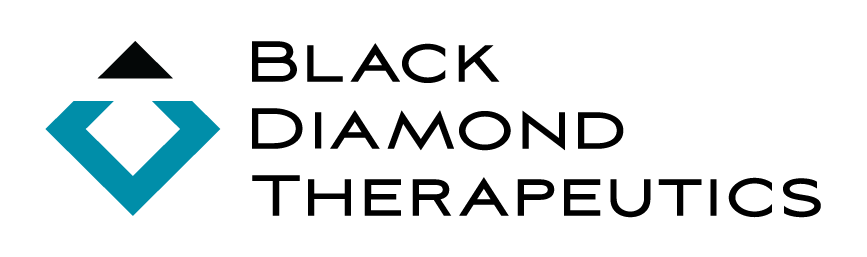 BLACK
DIAMOND
THERAPEUTICS